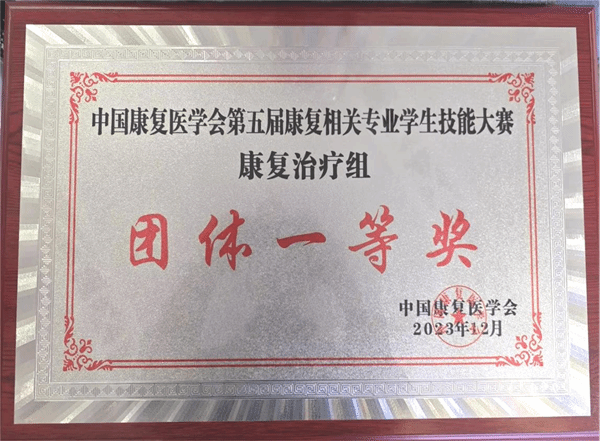 中国康复医学会第五届康复相关专业学生技能大赛
康复治疗组
团体一等奖
中国康复医学会
2023年12月